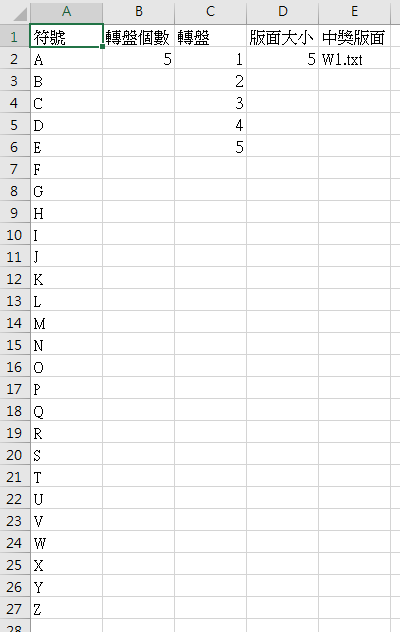 A B C D E
1 符號 轉盤個數 轉盤 版面大小 中獎版面
2 A 5 1 5 W1.txt
3 B 2
4 C 3
5 D 4
6 E 5
7 F
8 G
9 H
10 I
11 J
12 K
13 L
14 M
15 N
16 O
17 P
18 Q
19 R
20 S
21 T
22 U
23 V
24 W
25 X
26 Y
27 Z
28